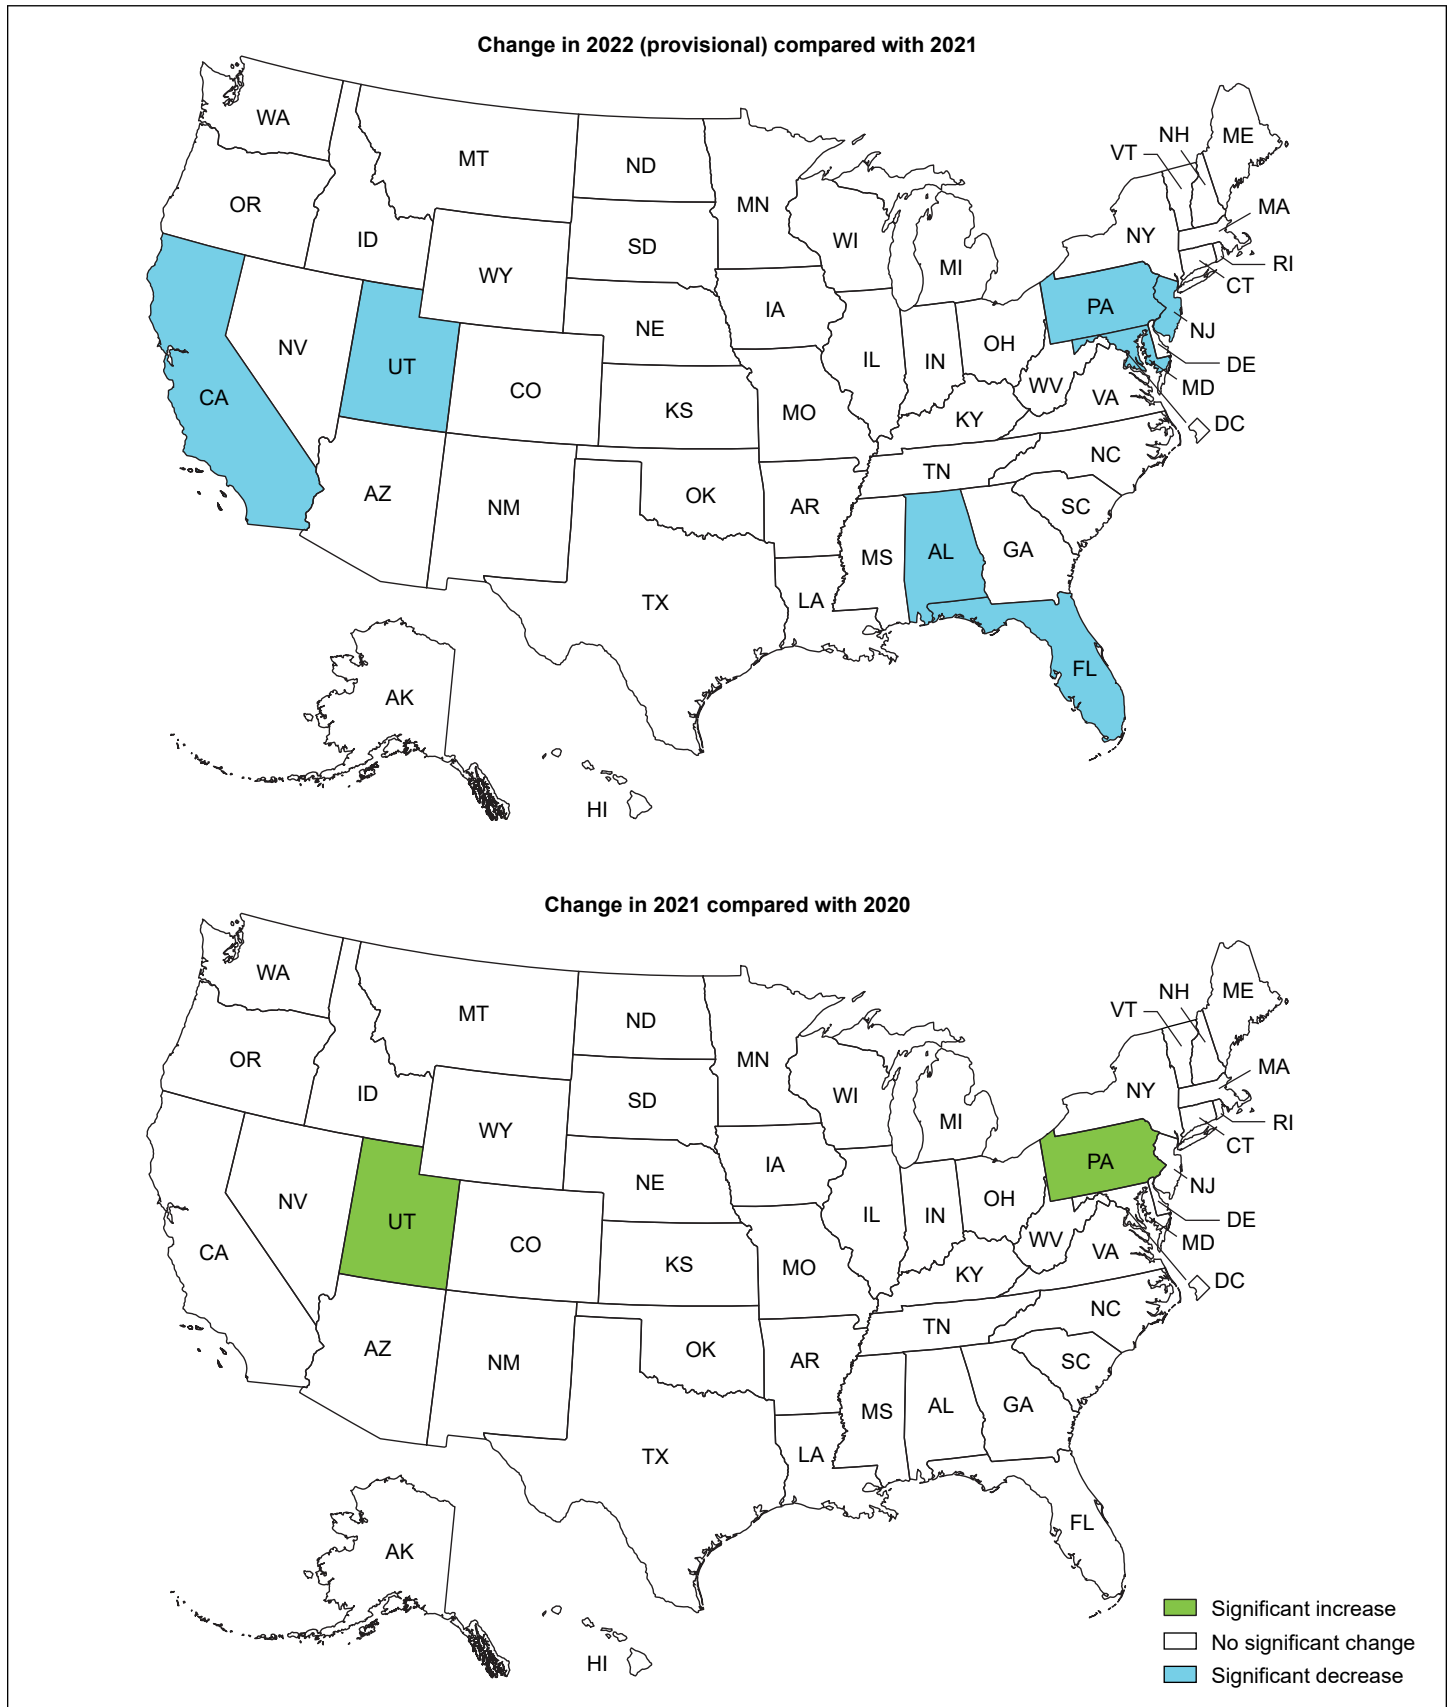 Change in 2022 (provisional) compared with 2021
WA
MT
ND
MN
OR
ID
WY
SD
WI
MI
NY
VT
NH
ME
MA
RI
CT
NJ
PA
DE
MD
DC
NV
UT
CO
NE
IA
IL
IN
OH
WV
VA
CA
KS
MO
KY
NC
TN
AZ
NM
OK
AR
SC
MS
AL
GA
TX
LA
FL
AK
HI
Change in 2021 compared with 2020
WA
MT
ND
MN
OR
ID
WY
SD
WI
MI
NY
VT
NH
ME
MA
RI
CT
NJ
PA
DE
MD
DC
NV
UT
CO
NE
IA
IL
IN
OH
WV
VA
CA
KS
MO
KY
NC
TN
AZ
NM
OK
AR
SC
MS
AL
GA
TX
LA
FL
AK
HI
Significant increase
No significant change
Significant decrease